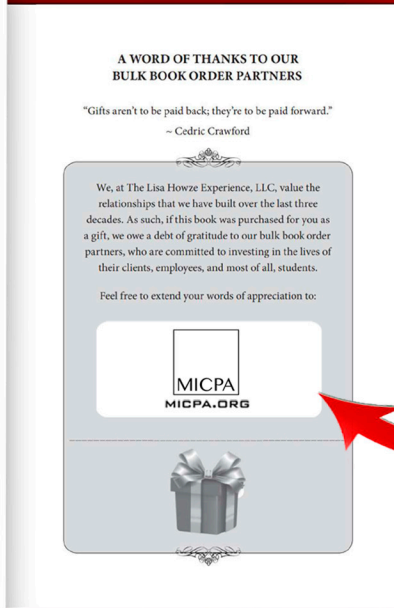 A WORD OF THANKS TO OUR
BULK BOOK ORDER PARTNERS
“Gifts aren’t to be paid back; they’re to be paid forward.”
~ Cedric Crawford
We, at The Lisa Howze Experience, LLC, value the
relationships that we have built over the last three
decades. As such, if this book was purchased for you as
a gift, we owe a debt of gratitude to our bulk book order
partners, who are committed to investing in the lives of
their clients, employees, and most of all, students.
Feel free to extend your words of appreciation to:
MICPA
MICPA.ORG